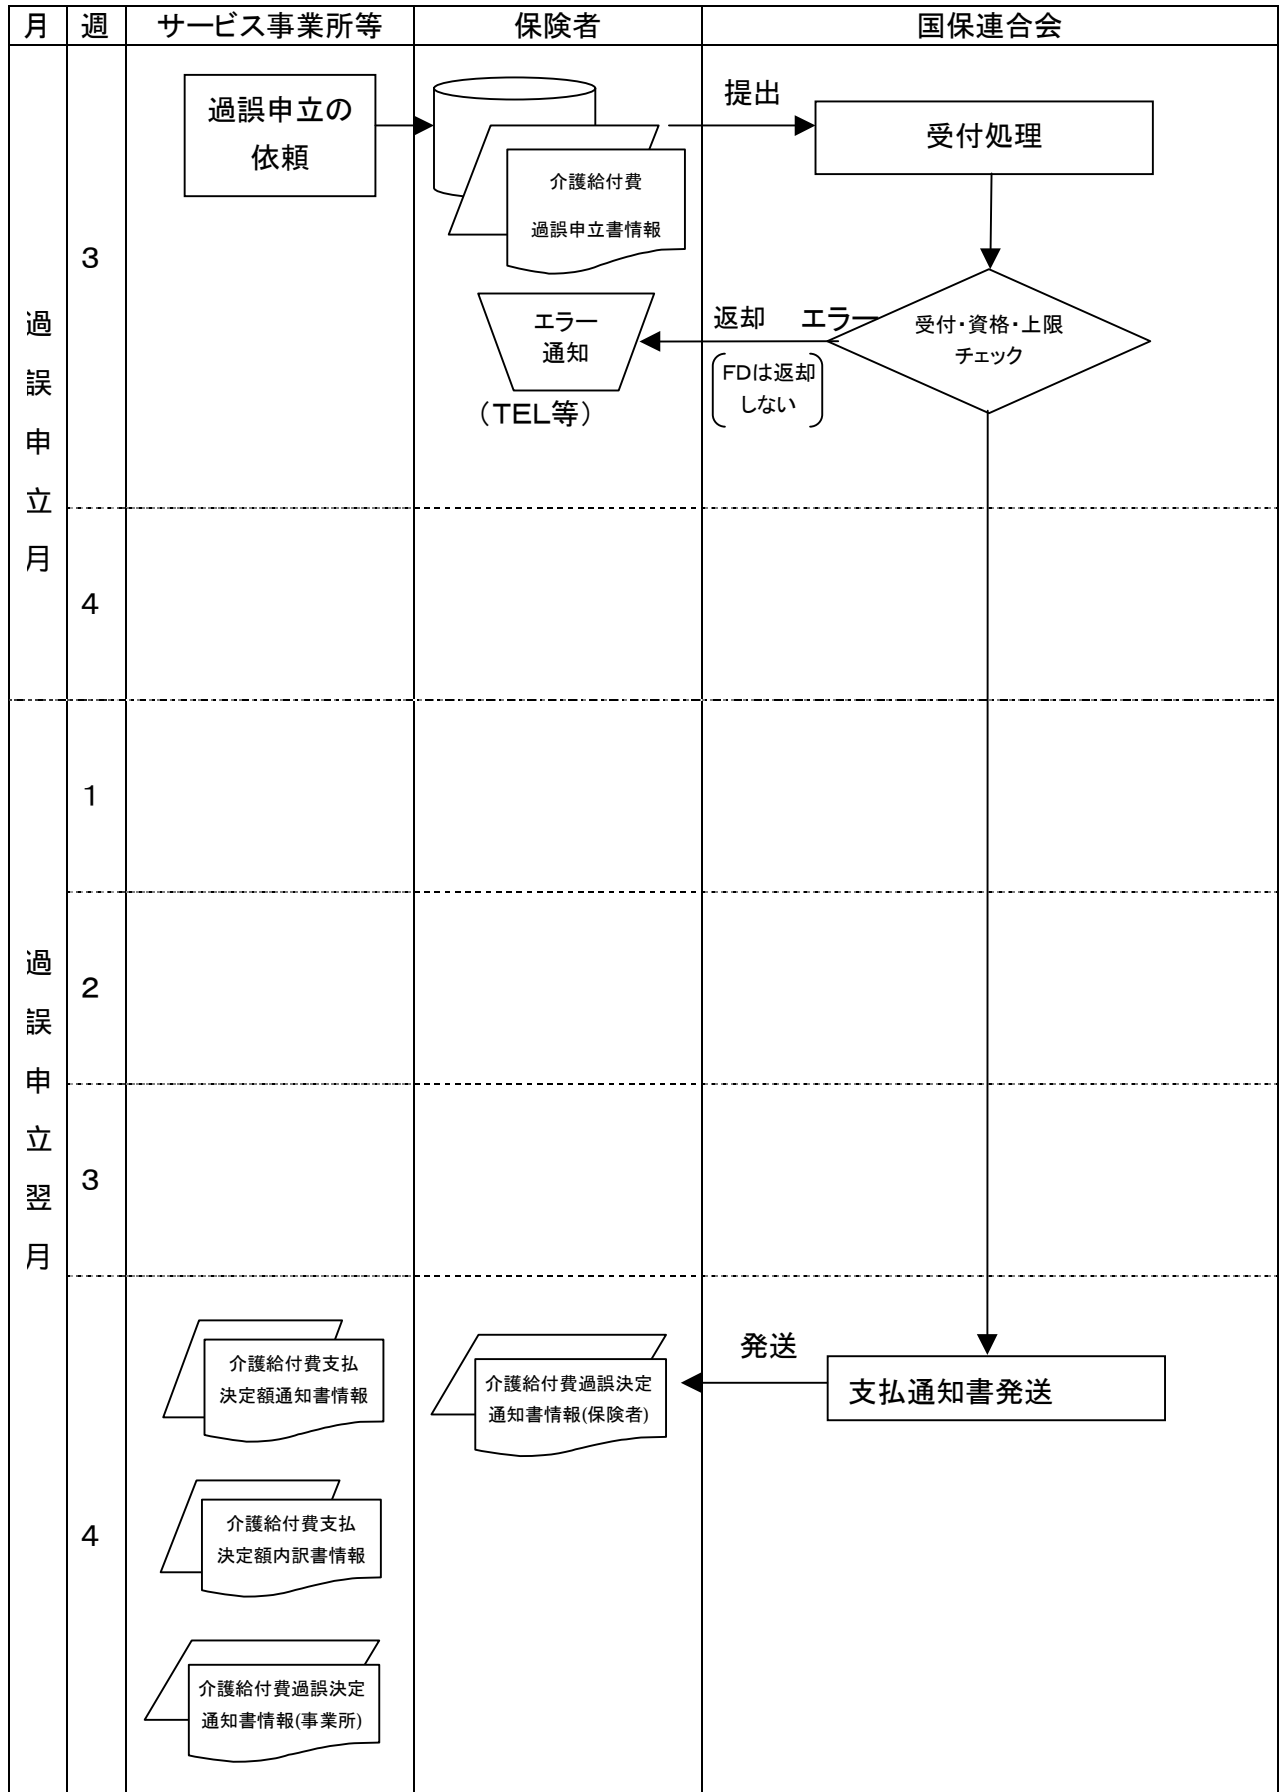 月 週 サービス事業所等 保険者 国保連合会
過誤申立月
3
過誤申立の
依頼
介護給付費
過誤申立書情報
提出
受付処理
エラー
通知
(TEL等)
返却 エラー
FDは返却
しない
受付・資格・上限
チェック
4
過誤申立翌月
1
2
3
4
介護給付費支払
決定額通知書情報
介護給付費過誤決定
通知書情報(保険者)
発送
支払通知書発送
介護給付費支払
決定額内訳書情報
介護給付費過誤決定
通知書情報(事業所)